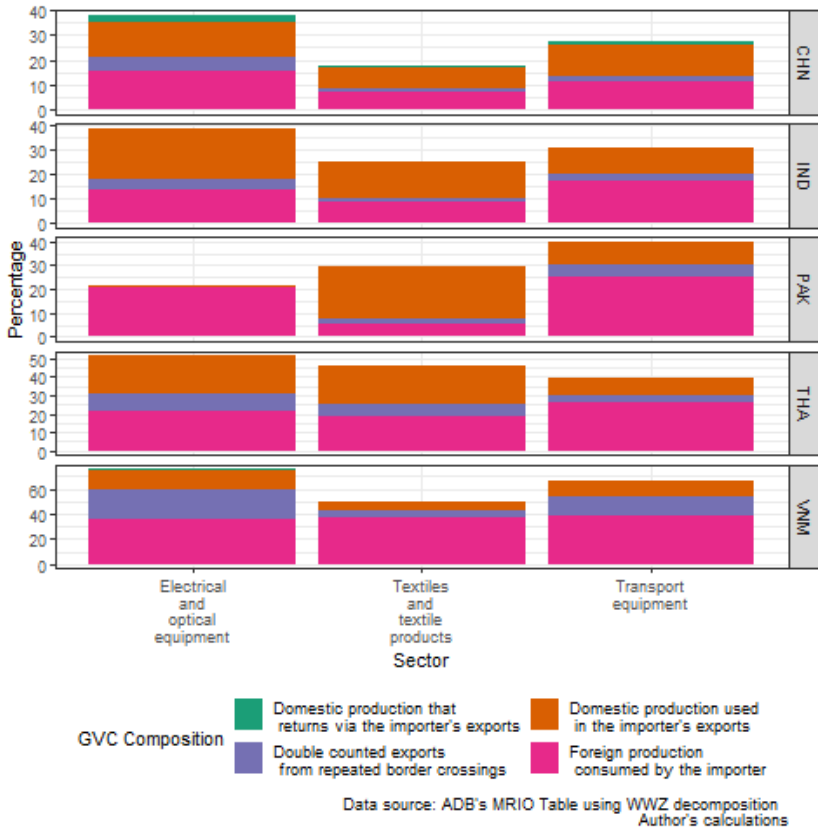 40
30
20
10
0
CHN
40
30
20
10
0
IND
40
30
20
10
0
PAK
50
40
30
20
10
0
THA
60
40
20
0
VNM
Percentage
Electrical
and
optical
equipment
Textiles
and
textile
products
Transport
equipment
Sector
GVC Composition
Domestic production that
returns via the importer's exports
Domestic production used
in the importer's exports
Double counted exports
from repeated border crossings
Foreign production
consumed by the importer
Data source: ADB's MRIO Table using WWZ decomposition
Author's calculations